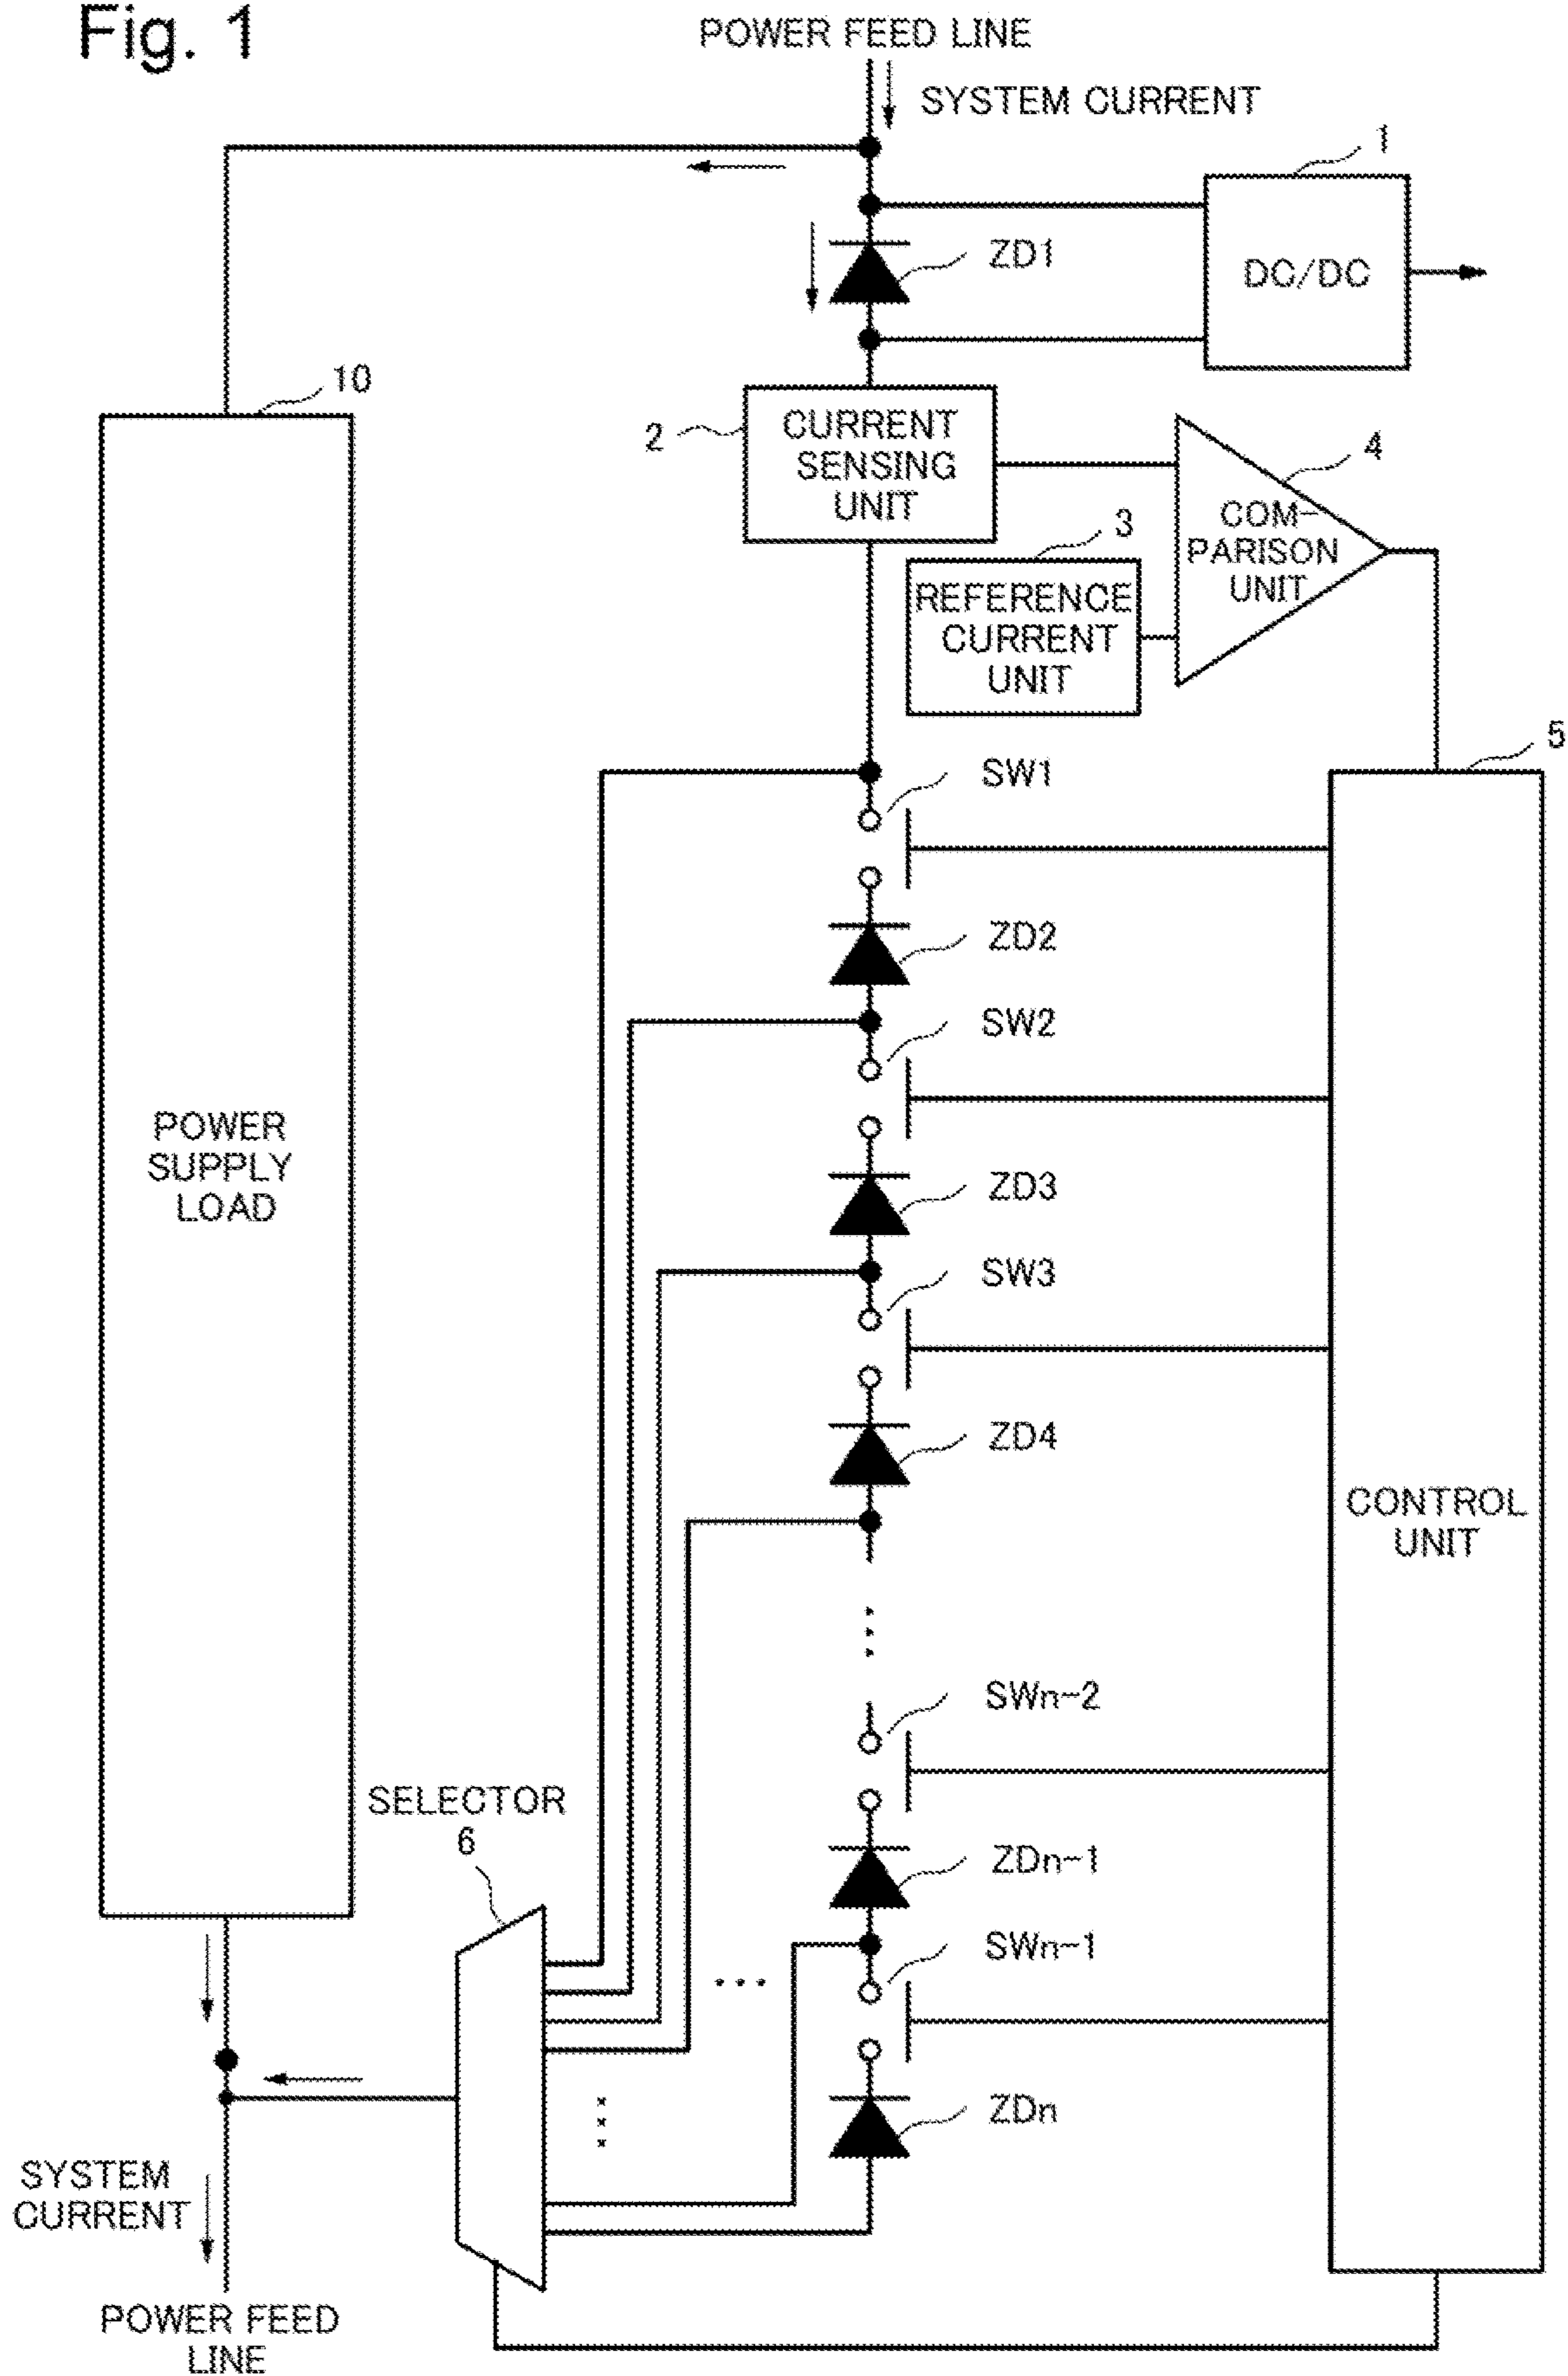 Fig. 1
POWER FEED LINE
SYSTEM CURRENT
1
ZD1
DC/DC
10
2
CURRENT
SENSING
UNIT
4
COM-
PARISON
UNIT
3
REFERENCE
CURRENT
UNIT
5
SW1
ZD2
SW2
POWER
SUPPLY
LOAD
ZD3
SW3
ZD4
CONTROL
UNIT
SWn-2
SELECTOR
6
ZDn-1
SWn-1
ZDn
SYSTEM
CURRENT
POWER FEED
LINE